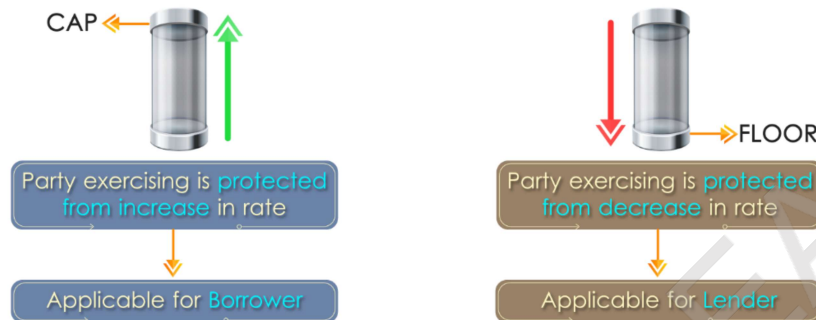 CAP
Party exercising is protected
from increase in rate
Applicable for Borrower
FLOOR
Party exercising is protected
from decrease in rate
Applicable for Lender